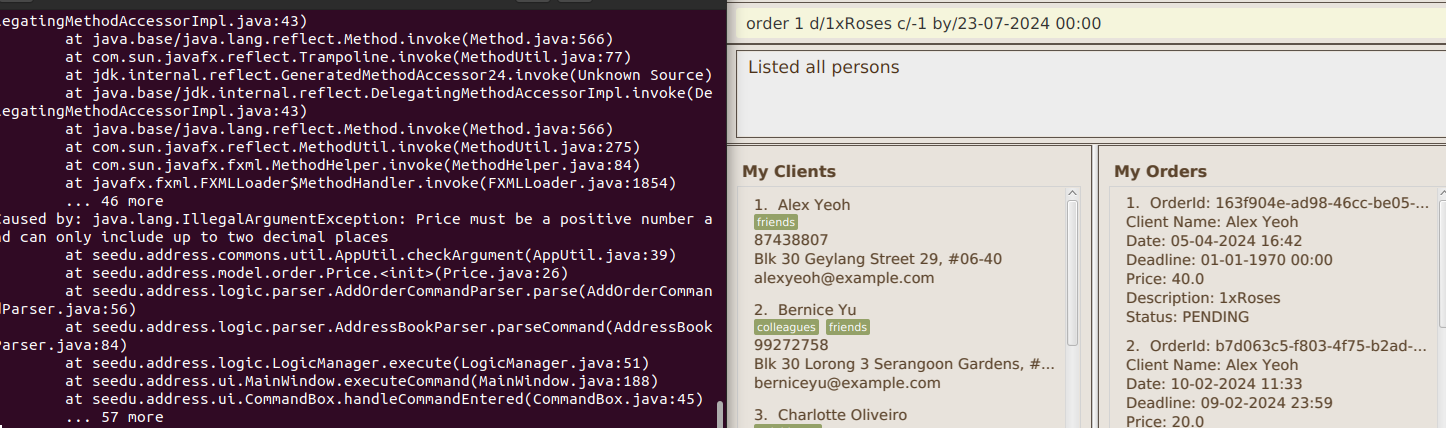 legatingMethodAccessorImpl.java:43)
at java.base/java.lang.reflect.Method.invoke(Method.java:566)
at com.sun.javafx.reflect.Trampoline.invoke(MethodUtil.java:77)
at jdk.internal.reflect.GeneratedMethodAccessor24.invoke(Unknown Source)
at java.base/jdk.internal.reflect.DelegatingMethodAccessorImpl.invoke(De
legatingMethodAccessorImpl.java:43)
at java.base/java.lang.reflect.Method.invoke(Method.java:566)
at com.sun.javafx.reflect.MethodUtil.invoke(MethodUtil.java:275)
at com.sun.javafx.fxml.MethodHelper.invoke(MethodHelper.java:84)
at javafx.fxml.FXMLLoader$MethodHandler.invoke(FXMLLoader.java:1854)
... 46 more
Caused by: java.lang.IllegalArgumentException: Price must be a positive number a
nd can only include up to two decimal places
at seedu.address.commons.util.AppUtil.checkArgument(AppUtil.java:39)
at seedu.address.model.order.Price.<init>(Price.java:26)
at seedu.address.logic.parser.AddOrderCommandParser.parse(AddOrderComman
dParser.java:56)
at seedu.address.logic.parser.AddressBookParser.parseCommand(AddressBook
Parser.java:84)
at seedu.address.logic.LogicManager.execute(LogicManager.java:51)
at seedu.address.ui.MainWindow.executeCommand(MainWindow.java:188)
at seedu.address.ui.CommandBox.handleCommandEntered(CommandBox.java:45)
... 57 more
order 1 d/1xRoses c/-1 by/23-07-2024 00:00
Listed all persons
My Clients
1. Alex Yeoh
friends
87438807
Blk 30 Geylang Street 29, #06-40
alexyeoh@example.com
2. Bernice Yu
colleagues friends
99272758
Blk 30 Lorong 3 Serangoon Gardens, #...
berniceyu@example.com
3. Charlotte Oliveiro
My Orders
1. OrderId: 163f904e-ad98-46cc-be05-...
Client Name: Alex Yeoh
Date: 05-04-2024 16:42
Deadline: 01-01-1970 00:00
Price: 40.0
Description: 1xRoses
Status: PENDING
2. OrderId: b7d063c5-f803-4f75-b2ad-...
Client Name: Alex Yeoh
Date: 10-02-2024 11:33
Deadline: 09-02-2024 23:59
Price: 20.0